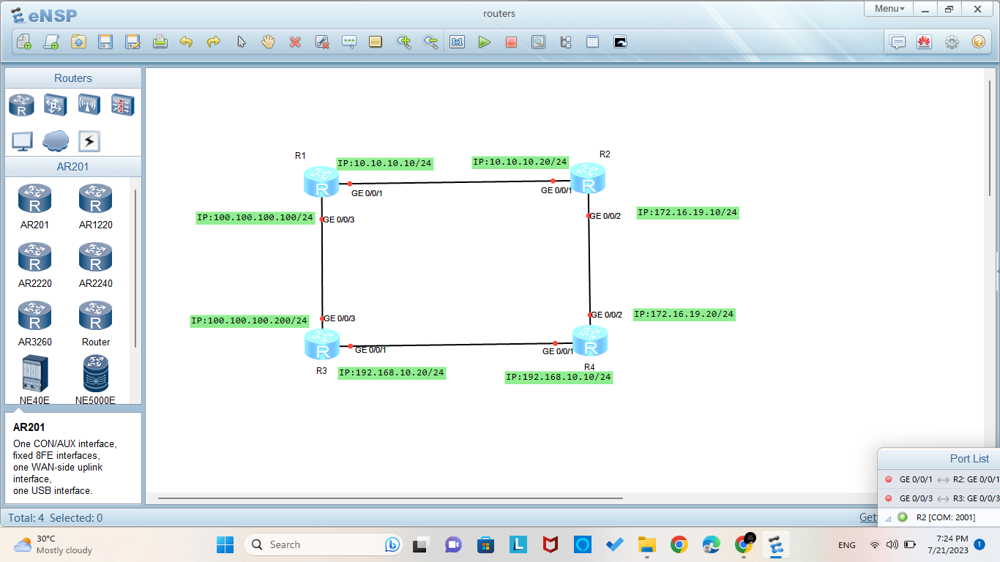 eNSP
routers
Menu
1:1
Routers
R
AR201
R
R
AR201
AR1220
R
R
AR2220
AR2240
R
R
AR3260
Router
NE40E
NE5000E
AR201
One CON/AUX interface,
fixed 8FE interfaces,
one WAN-side uplink
interface,
one USB interface.
R1
IP:10.10.10.10/24
IP:10.10.10.20/24
R2
R
R
GE 0/0/1
GE 0/0/1
IP:100.100.100.100/24
GE 0/0/3
GE 0/0/2
IP:172.16.19.10/24
IP:100.100.100.200/24
GE 0/0/3
GE 0/0/2
IP:172.16.19.20/24
R
R
GE 0/0/1
GE 0/0/1
R3
IP:192.168.10.20/24
R4
IP:192.168.10.10/24
Port List
GE 0/0/1
R2: GE 0/0/1
GE 0/0/3
R3: GE 0/0/3
R2 [COM: 2001]
Total: 4 Selected: 0
Get
30°C
Mostly cloudy
Search
L
ENG
7:24 PM
7/21/2023
1